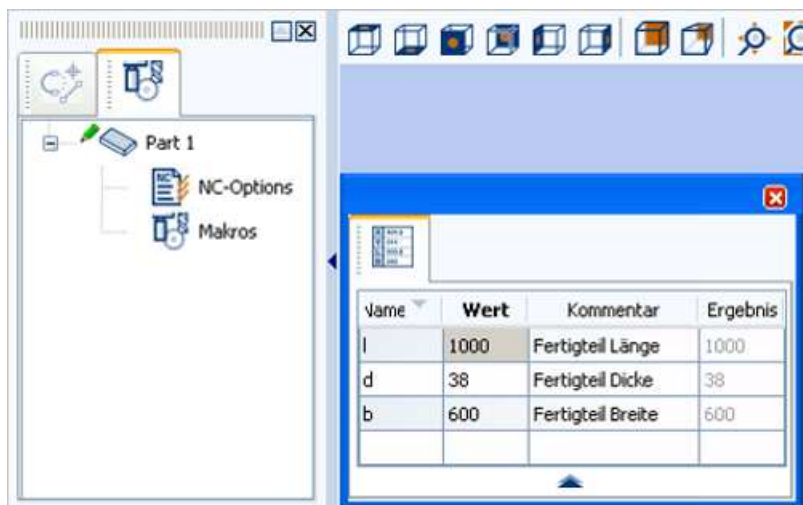 Part 1
NC-Options
Makros
Name Wert Kommentar Ergebnis
l 1000 Fertigteil Länge 1000
d 38 Fertigteil Dicke 38
b 600 Fertigteil Breite 600